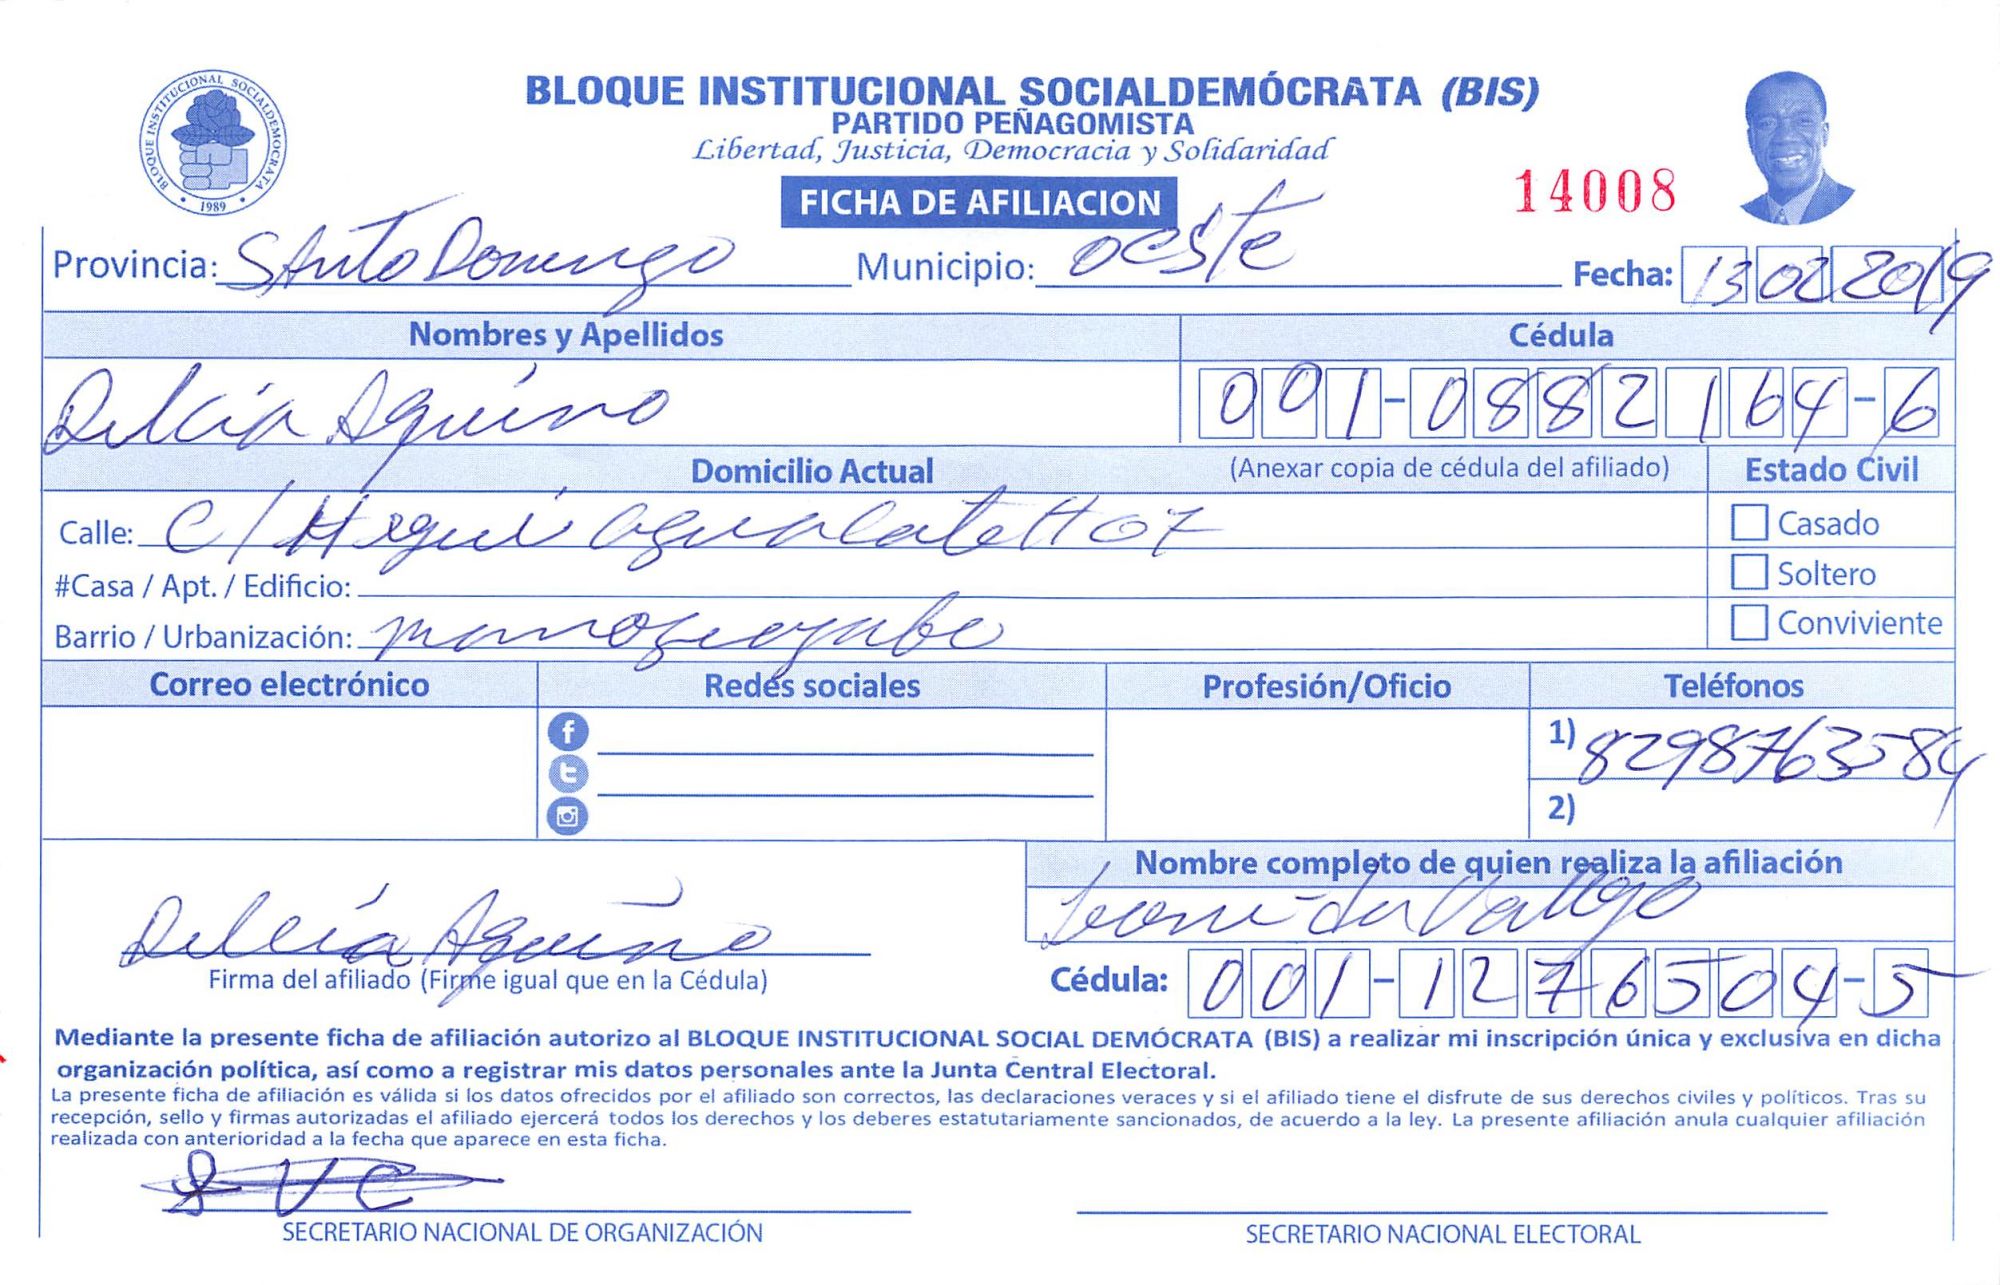 BLOQUE INSTITUCIONAL SOCIALDEMÓCRATA
1989
BLOQUE INSTITUCIONAL SOCIALDEMÓCRATA (BIS)
PARTIDO PEÑAGOMISTA
Libertad, Justicia, Democracia y Solidaridad
FICHA DE AFILIACION
14008
Provincia: Santo Domingo Municipio: oeste Fecha: 13 02 2019
Nombres y Apellidos Cédula
Delcia Aquino 001-0882164-6
Domicilio Actual (Anexar copia de cédula del afiliado) Estado Civil
Calle: C/
Casado
#Casa / Apt. / Edificio:
Soltero
Barrio / Urbanización: manoguayabo
Conviviente
Correo electrónico Redes sociales Profesión/Oficio Teléfonos
1) 8298763584
2)
Nombre completo de quien realiza la afiliación
Vallejo
Delcia Aquino
Firma del afiliado (Firme igual que en la Cédula)
Cédula: 001-1276504-5
Mediante la presente ficha de afiliación autorizo al BLOQUE INSTITUCIONAL SOCIAL DEMÓCRATA (BIS) a realizar mi inscripción única y exclusiva en dicha
organización política, así como a registrar mis datos personales ante la Junta Central Electoral.
La presente ficha de afiliación es válida si los datos ofrecidos por el afiliado son correctos, las declaraciones veraces y si el afiliado tiene el disfrute de sus derechos civiles y políticos. Tras su
recepción, sello y firmas autorizadas el afiliado ejercerá todos los derechos y los deberes estatutariamente sancionados, de acuerdo a la ley. La presente afiliación anula cualquier afiliación
realizada con anterioridad a la fecha que aparece en esta ficha.
SECRETARIO NACIONAL DE ORGANIZACIÓN
SECRETARIO NACIONAL ELECTORAL